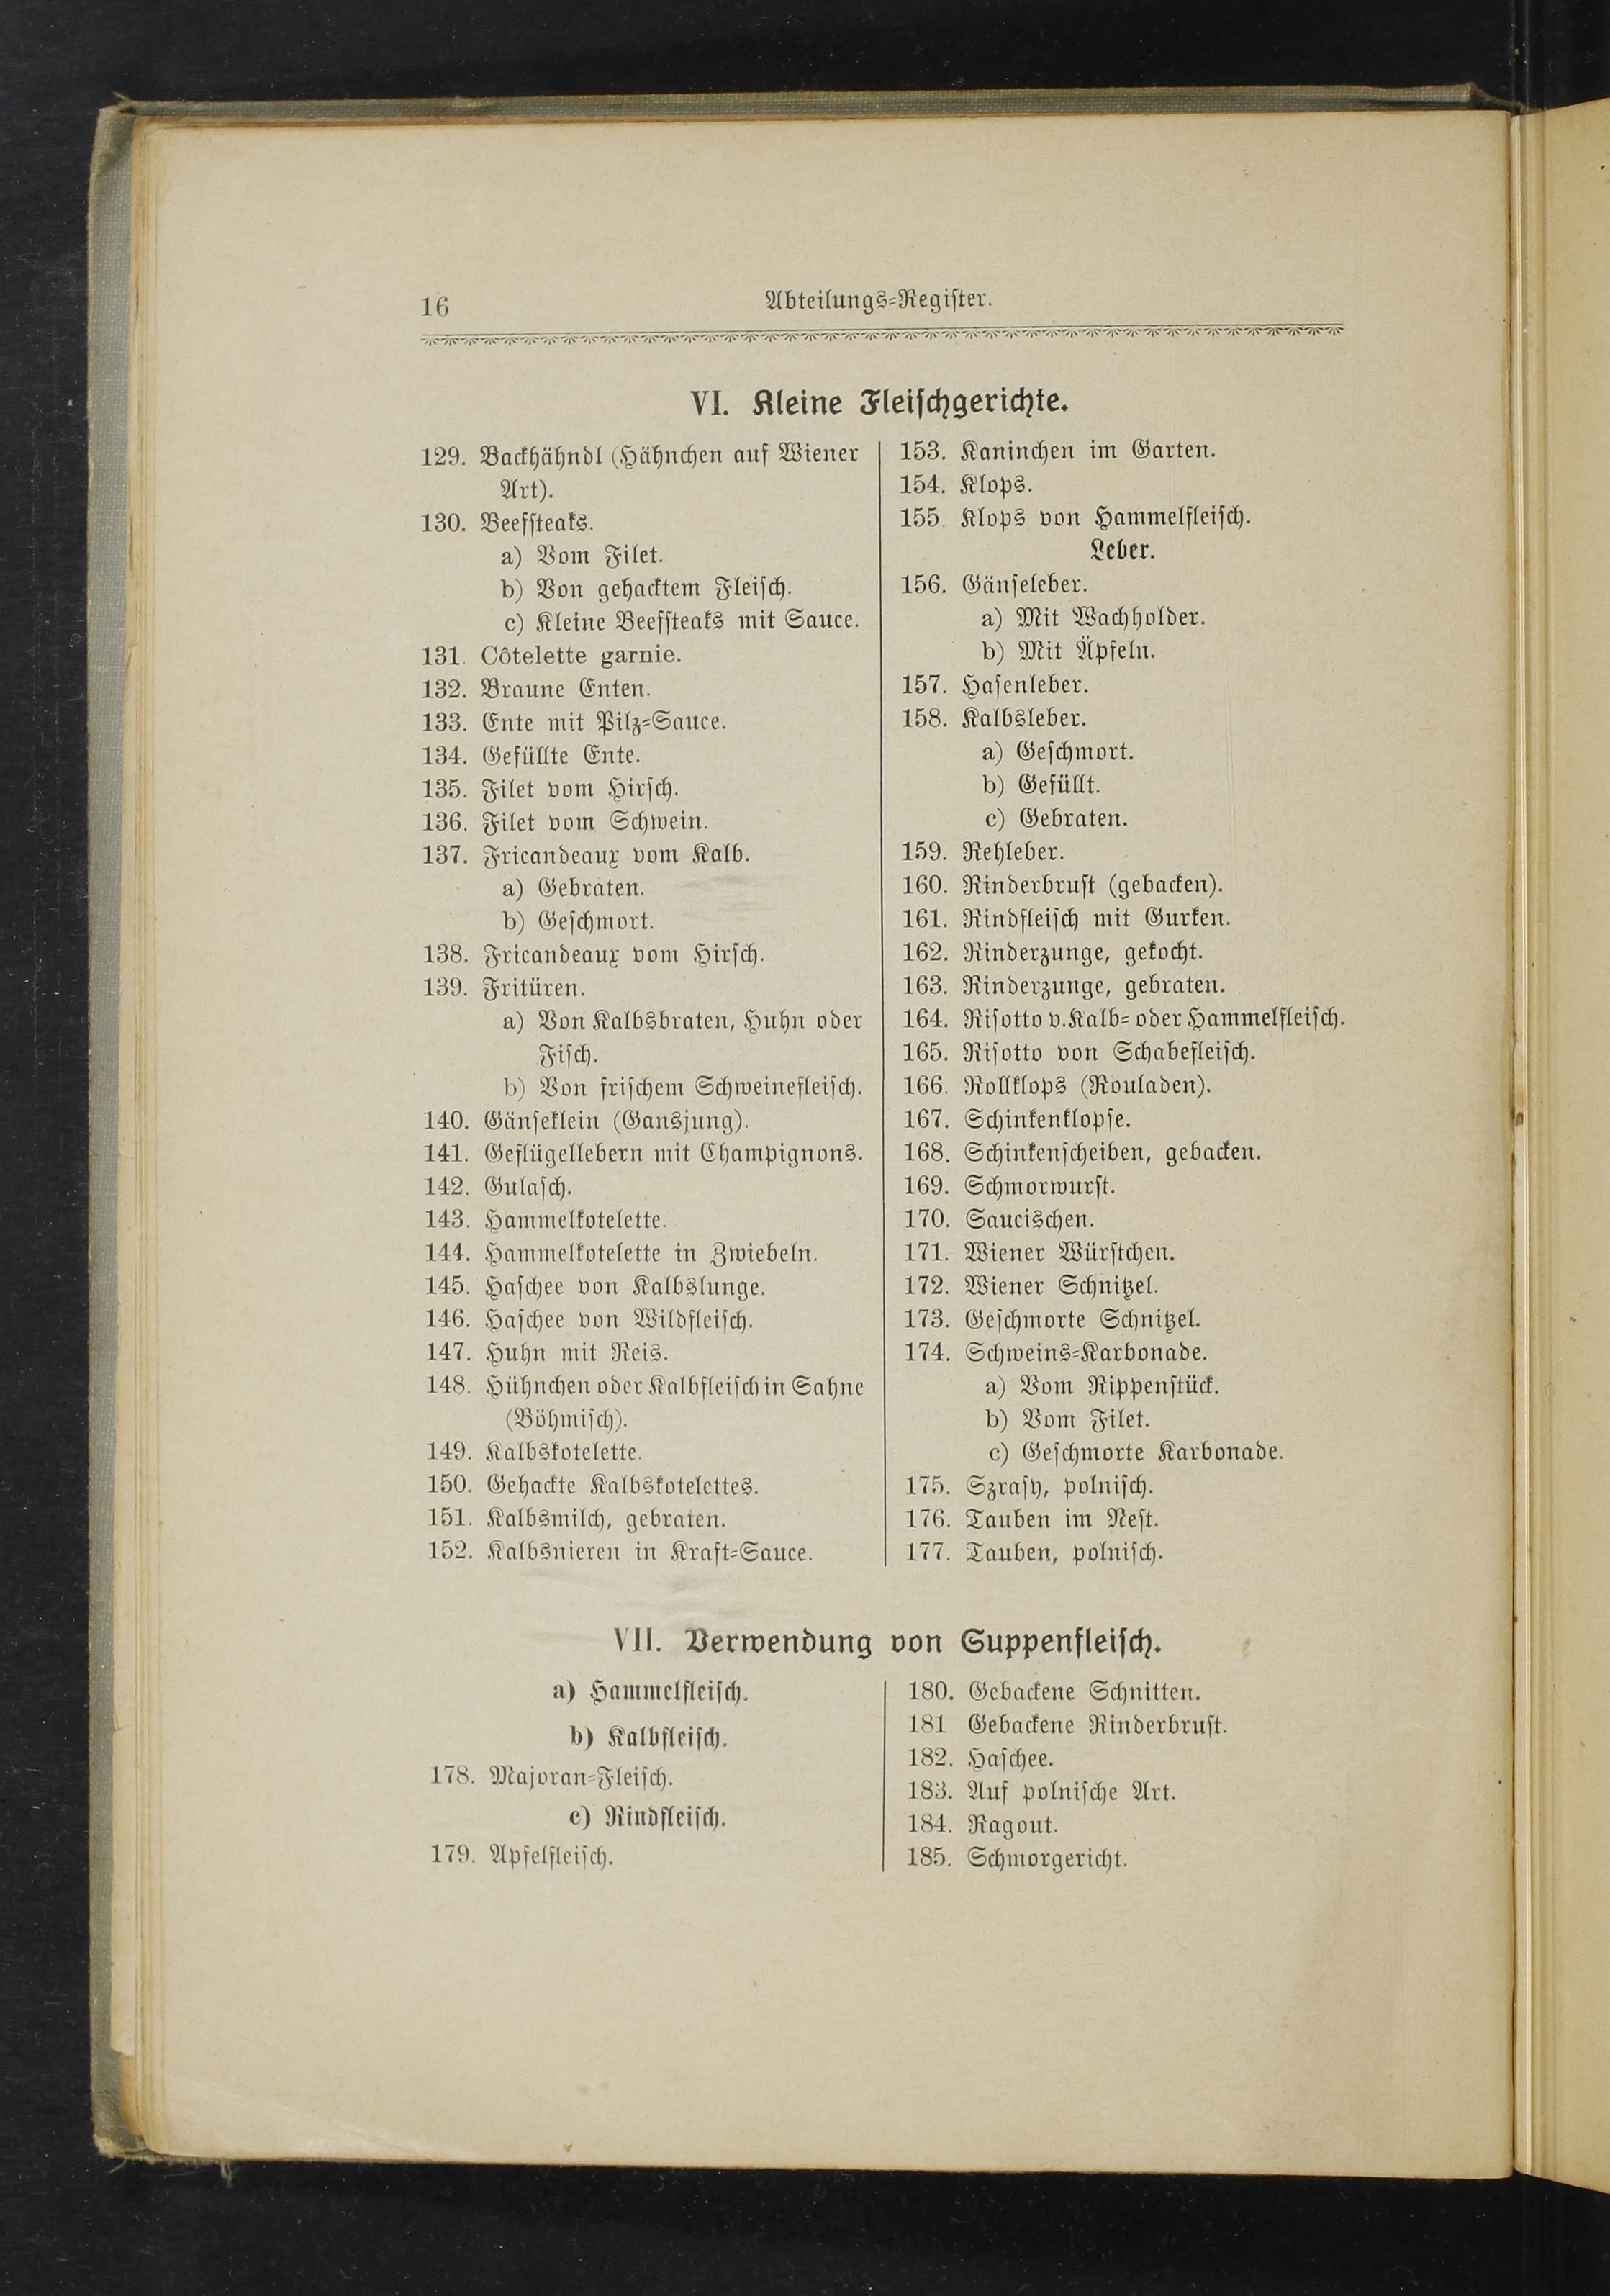 16
Abteilungs-Register.
VI. Kleine Fleischgerichte.
129. Backhähndl (Hähnchen auf Wiener
Art).
130. Beefsteaks.
a) Vom Filet.
b) Von gehacktem Fleisch.
c) Kleine Beefsteaks mit Sauce.
131. Côtelette garnie.
132. Braune Enten.
133. Ente mit Pilz-Sauce.
134. Gefüllte Ente.
135. Filet vom Hirsch.
136. Filet vom Schwein.
137. Fricandeaux vom Kalb.
a) Gebraten.
b) Geschmort.
138. Fricandeaux vom Hirsch.
139. Fritüren.
a) Von Kalbsbraten, Huhn oder
Fisch.
b) Von frischem Schweinefleisch.
140. Gänseklein (Gansjung).
141. Geflügellebern mit Champignons.
142. Gulasch.
143. Hammelkotelette.
144. Hammelkotelette in Zwiebeln.
145. Haschee von Kalbslunge.
146. Haschee von Wildfleisch.
147. Huhn mit Reis.
148. Hühnchen oder Kalbfleisch in Sahne
(Böhmisch).
149. Kalbskotelette.
150. Gehackte Kalbskotelettes.
151. Kalbsmilch, gebraten.
152. Kalbsnieren in Kraft-Sauce.
153. Kaninchen im Garten.
154. Klops.
155. Klops von Hammelfleisch.
Leber.
156. Gänseleber.
a) Mit Wachholder.
b) Mit Äpfeln.
157. Hasenleber.
158. Kalbsleber.
a) Geschmort.
b) Gefüllt.
c) Gebraten.
159. Rehleber.
160. Rinderbrust (gebacken).
161. Rindfleisch mit Gurken.
162. Rinderzunge, gekocht.
163. Rinderzunge, gebraten.
164. Risotto v. Kalb- oder Hammelfleisch.
165. Risotto von Schabefleisch.
166. Rollklops (Rouladen).
167. Schinkenklopse.
168. Schinkenscheiben, gebacken.
169. Schmorwurst.
170. Saucischen.
171. Wiener Würstchen.
172. Wiener Schnitzel.
173. Geschmorte Schnitzel.
174. Schweins-Karbonade.
a) Vom Rippenstück.
b) Vom Filet.
c) Geschmorte Karbonade.
175. Szrasy, polnisch.
176. Tauben im Nest.
177. Tauben, polnisch.
VII. Verwendung von Suppenfleisch.
a) Hammelfleisch.
b) Kalbfleisch.
178. Majoran-Fleisch.
c) Rindfleisch.
179. Apfelfleisch.
180. Gebackene Schnitten.
181 Gebackene Rinderbrust.
182. Haschee.
183. Auf polnische Art.
184. Ragout.
185. Schmorgericht.